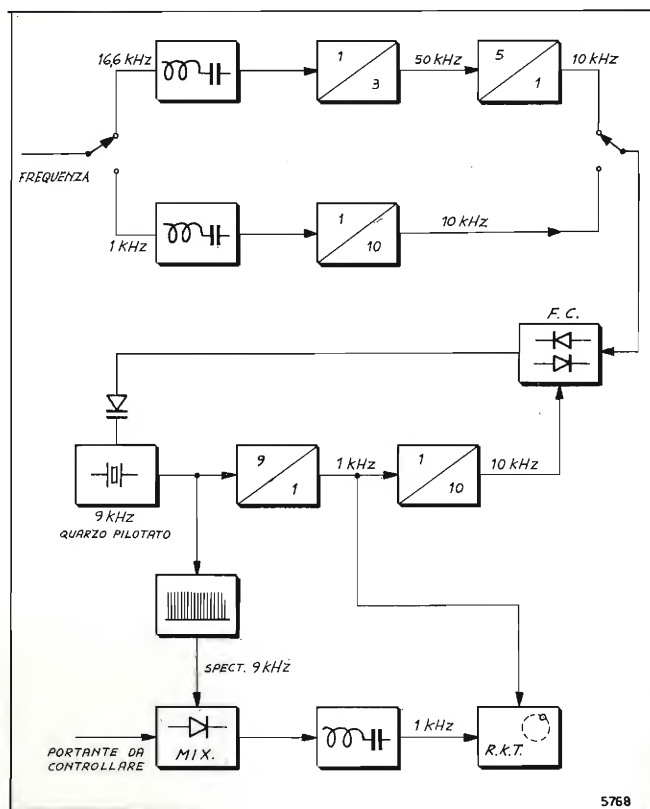 16,6 kHz
1
3
50 kHz
5
1
10 kHz
FREQUENZA
1 kHz
1
10
10 kHz
F.C.
9
1
1 kHz
1
10
10 kHz
9 kHz
QUARZO PILOTATO
SPECT. 9 kHz
PORTANTE DA
CONTROLLARE
MIX.
1 kHz
R.K.T.
5768